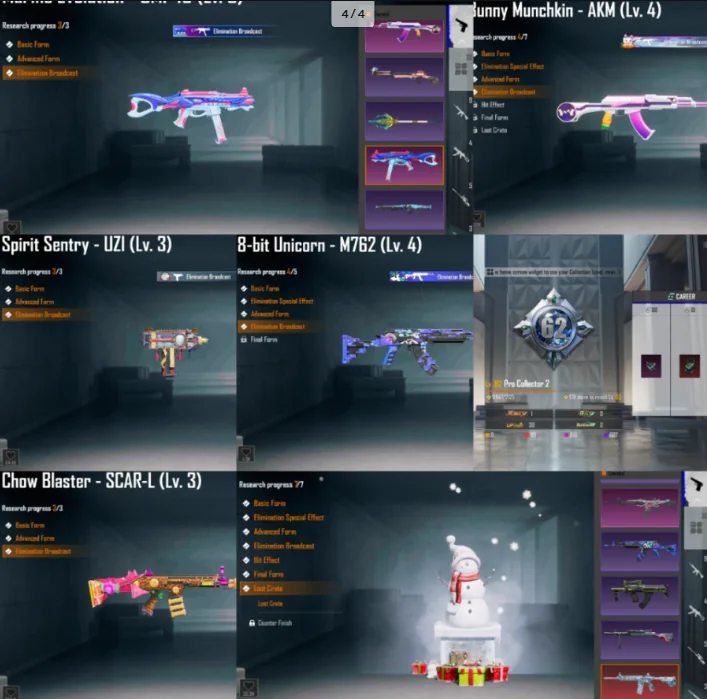 4/4
Research progress 3/3
Basic Form
Advanced Form
Elimination Broadcast
Elimination Broadcast
Bunny Munchkin - AKM (Lv. 4)
progress 4/7
Basic Form
Elimination Special Effect
Advanced Form
Elimination Broadcast
Hit Effect
Final Form
Loot Crate
Elimination Broadcast
Spirit Sentry - UZI (Lv. 3)
Research progress 3/3
Basic Form
Advanced Form
Elimination Broadcast
Elimination Broadcast
8-bit Unicorn - M762 (Lv. 4)
Research progress 4/5
Basic Form
Elimination Special Effect
Advanced Form
Elimination Broadcast
Final Form
Elimination
CAREER
62
Pro Collector 2
Chow Blaster - SCAR-L (Lv. 3)
Research progress 3/3
Basic Form
Advanced Form
Elimination Broadcast
Research progress 7/7
Basic Form
Elimination Special Effect
Advanced Form
Elimination Broadcast
Hit Effect
Final Form
Loot Crate
Loot Crate
Counter Finish